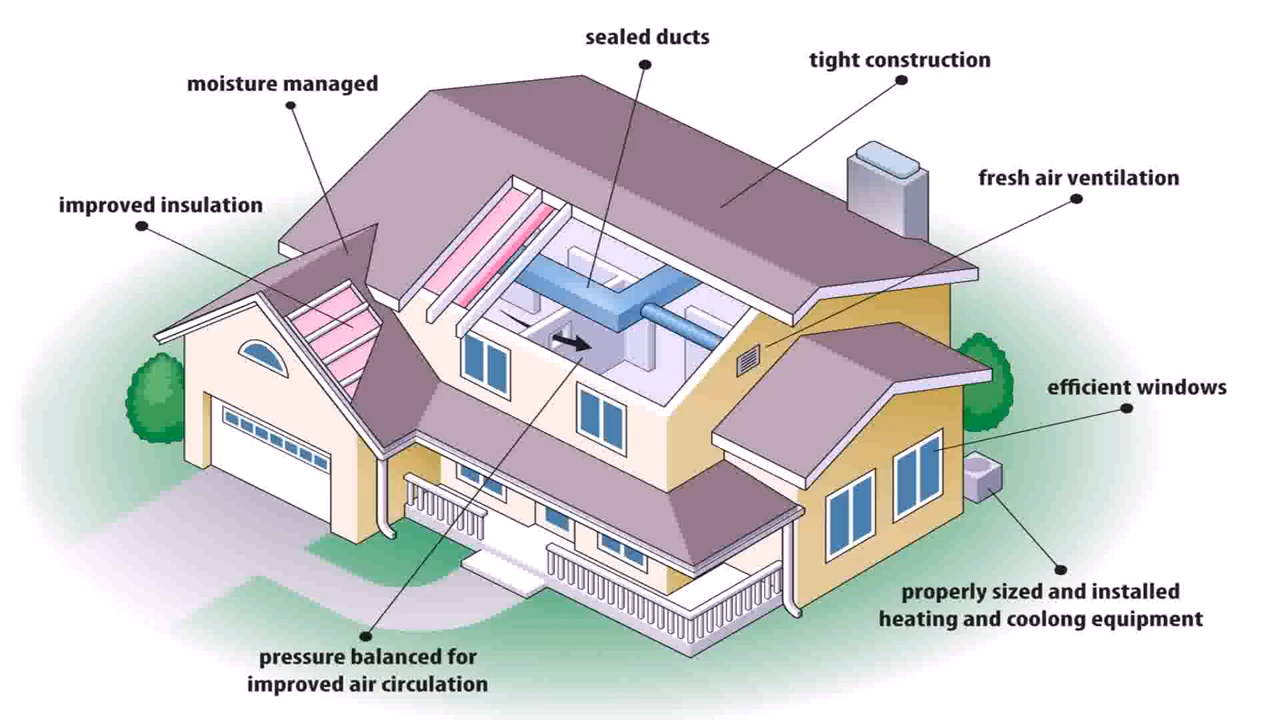 sealed ducts
tight construction
moisture managed
fresh air ventilation
improved insulation
efficient windows
properly sized and installed
heating and coolong equipment
pressure balanced for
improved air circulation